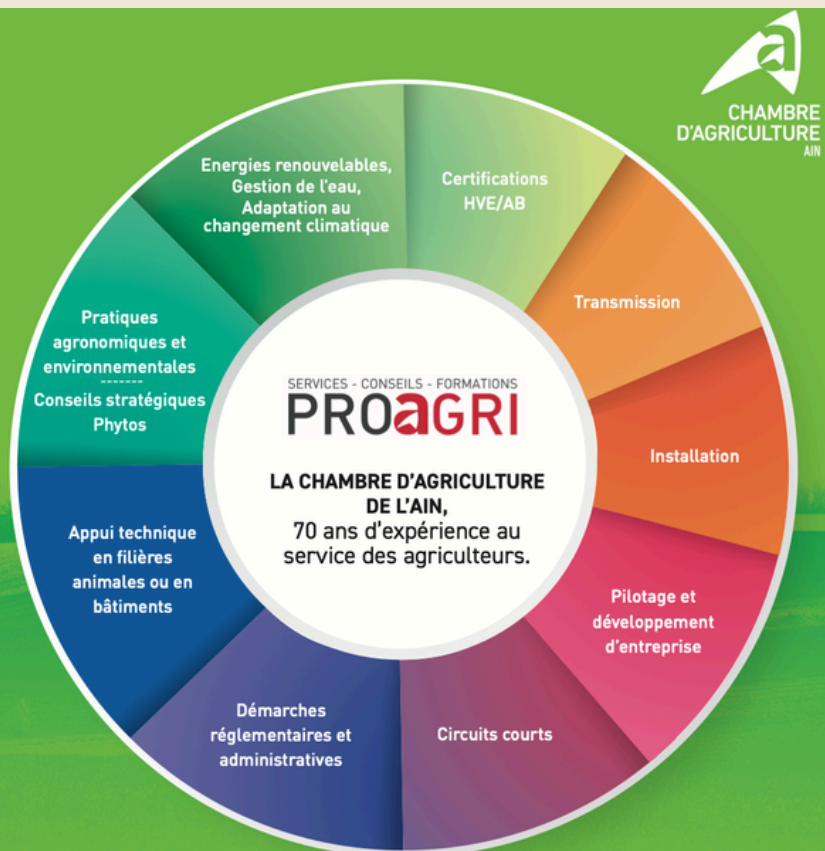 CHAMBRE
D'AGRICULTURE
AIN
Energies renouvelables,
Gestion de l'eau,
Adaptation au
changement climatique
Certifications
HVE/AB
Transmission
Installation
Pilotage et
développement
d'entreprise
Circuits courts
Démarches
réglementaires et
administratives
Appui technique
en filières
animales ou en
bâtiments
Pratiques
agronomiques et
environnementales
-------
Conseils stratégiques
Phytos
SERVICES - CONSEILS - FORMATIONS
PROaGRI
LA CHAMBRE D'AGRICULTURE
DE L'AIN,
70 ans d'expérience au
service des agriculteurs.